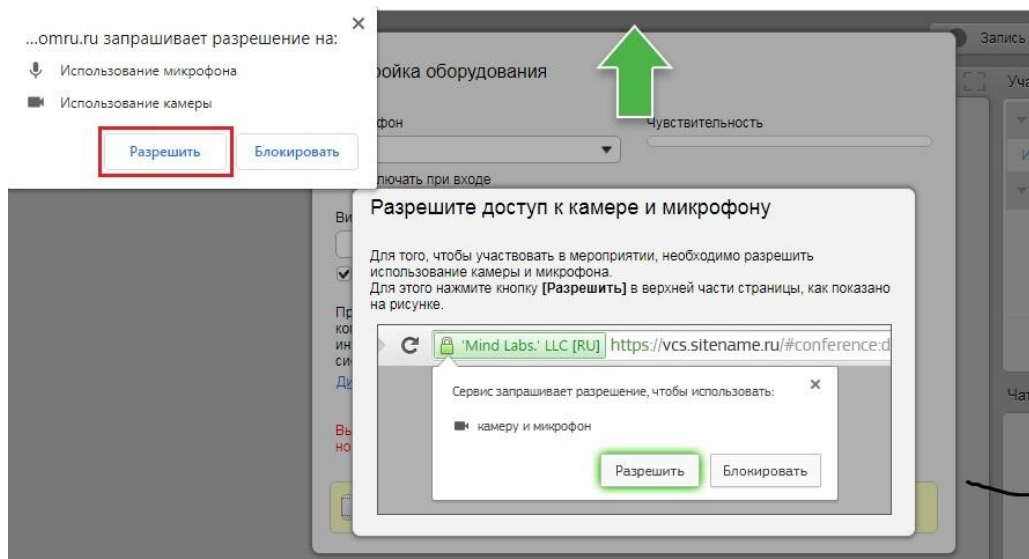 ...omru.ru запрашивает разрешение на:
Использование микрофона
Использование камеры
Разрешить
Блокировать
Запись
ройка оборудования
фон
Чувствительность
лючать при входе
Разрешите доступ к камере и микрофону
Для того, чтобы участвовать в мероприятии, необходимо разрешить
использование камеры и микрофона.
Для этого нажмите кнопку [Разрешить] в верхней части страницы, как показано
на рисунке.
'Mind Labs.' LLC [RU] https://vcs.sitename.ru/#conference:d
Сервис запрашивает разрешение, чтобы использовать:
камеру и микрофон
Разрешить
Блокировать